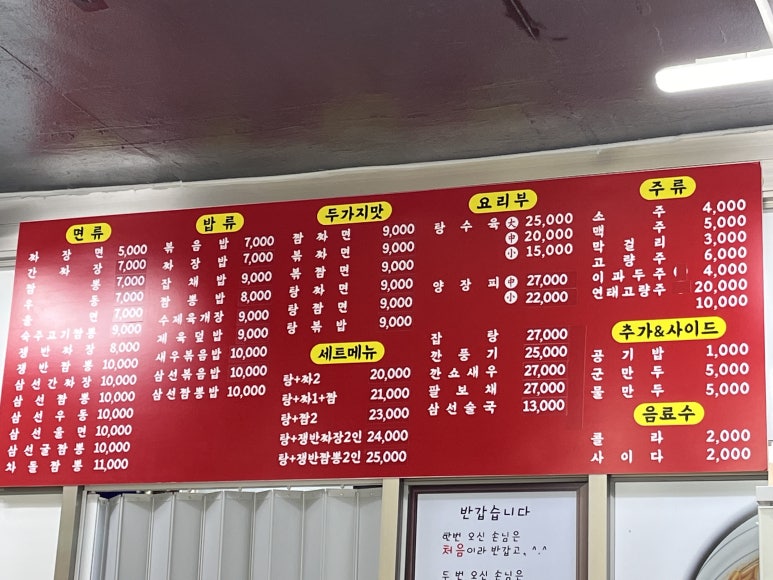 면류
짜장면 5,000
간짜장 7,000
짬뽕 7,000
우동 7,000
울면 7,000
숙주고기짬뽕 9,000
쟁반짜장 8,000
쟁반짬뽕 10,000
삼선간짜장 10,000
삼선짬뽕 10,000
삼선우동 10,000
삼선울면 10,000
삼선굴짬뽕 10,000
차돌짬뽕 11,000
밥류
볶음밥 7,000
짜장밥 7,000
잡채밥 9,000
짬뽕밥 8,000
수제육개장 9,000
제육덮밥 9,000
새우볶음밥 10,000
삼선볶음밥 10,000
삼선짬뽕밥 10,000
두가지맛
짬짜면 9,000
볶짜면 9,000
볶짬면 9,000
탕짜면 9,000
탕짬면 9,000
탕볶밥 9,000
세트메뉴
탕+짜2 20,000
탕+짜1+짬 21,000
탕+짬2 23,000
탕+쟁반짜장2인 24,000
탕+쟁반짬뽕2인 25,000
요리부
탕수육 大 25,000
中 20,000
小 15,000
양장피 中 27,000
小 22,000
잡탕 27,000
깐풍기 25,000
깐쇼새우 27,000
팔보채 27,000
삼선술국 13,000
주류
소주 4,000
맥주 5,000
막걸리 3,000
고량주 6,000
이과두주 4,000
연태고량주 20,000
10,000
추가&사이드
공기밥 1,000
군만두 5,000
물만두 5,000
음료수
콜라 2,000
사이다 2,000
반갑습니다
한번 오신 손님은
처음이라 반갑고, ^.^
두번 오신 손님은